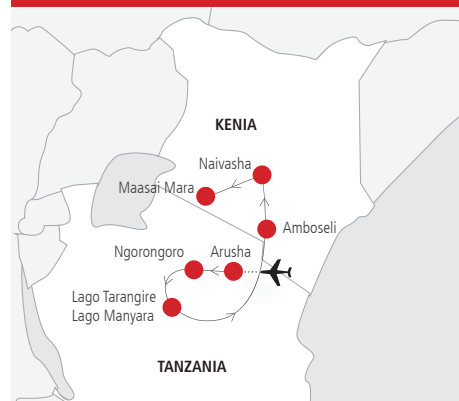 KENIA
Naivasha
Maasai Mara
Amboseli
Ngorongoro
Arusha
Lago Tarangire
Lago Manyara
TANZANIA